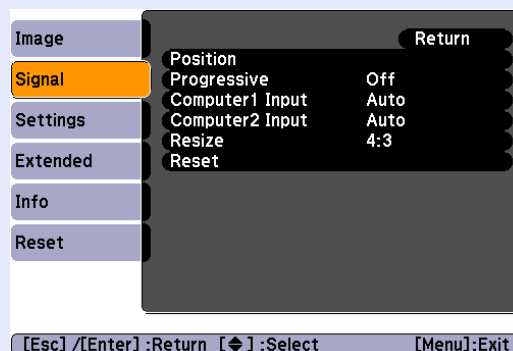 Image
Signal
Settings
Extended
Info
Reset
Return
Position
Progressive Off
Computer1 Input Auto
Computer2 Input Auto
Resize 4:3
Reset
[Esc] /[Enter] :Return [◆] :Select [Menu]:Exit